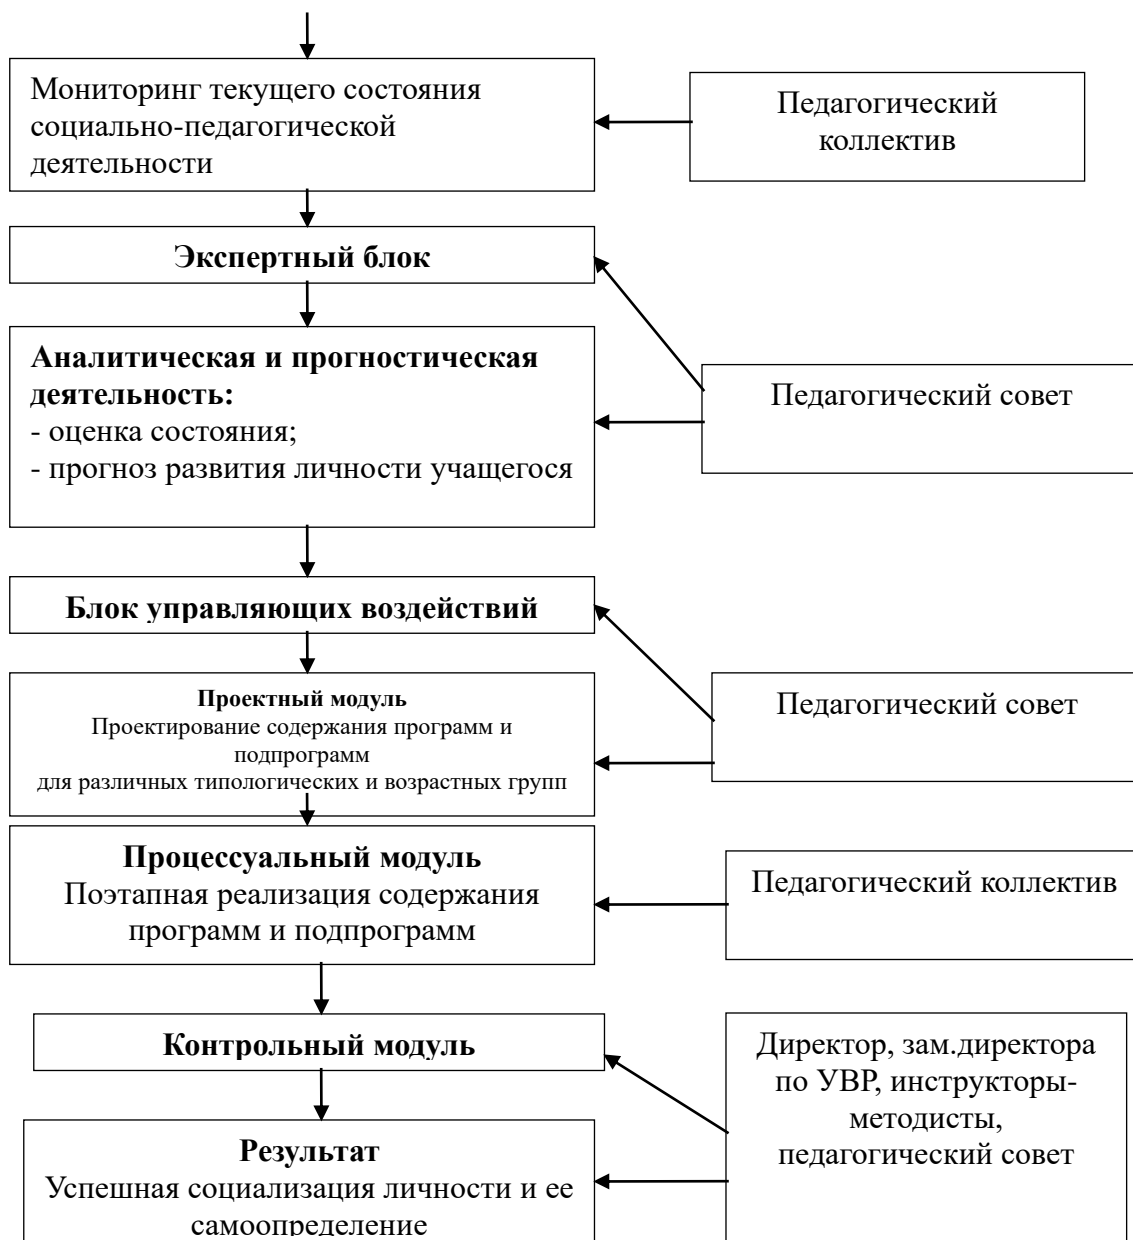 Мониторинг текущего состояния
социально-педагогической
деятельности
Педагогический
коллектив
Экспертный блок
Аналитическая и прогностическая
деятельность:
- оценка состояния;
- прогноз развития личности учащегося
Педагогический совет
Блок управляющих воздействий
Проектный модуль
Проектирование содержания программ и
подпрограмм
для различных типологических и возрастных групп
Педагогический совет
Процессуальный модуль
Поэтапная реализация содержания
программ и подпрограмм
Педагогический коллектив
Контрольный модуль
Директор, зам.директора
по УВР, инструкторы-
методисты,
педагогический совет
Результат
Успешная социализация личности и ее
самоопределение